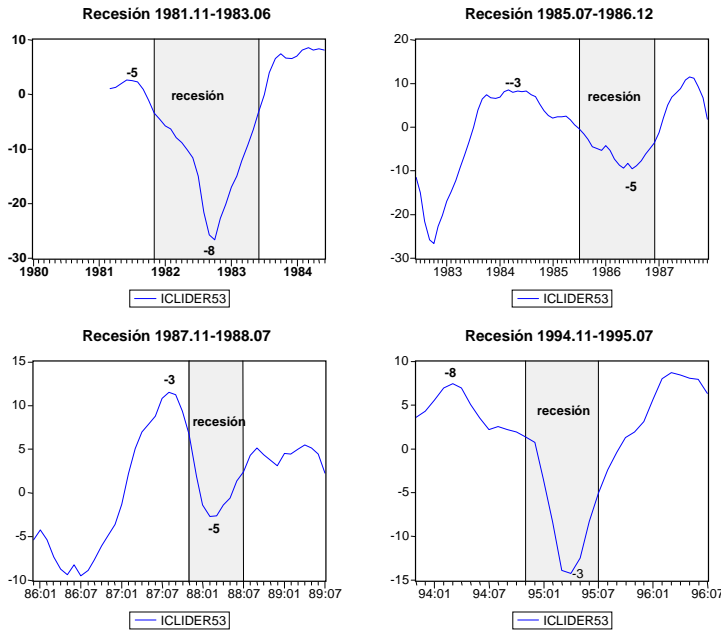 Recesión 1981.11-1983.06
10
0
-10
-20
-30
-5
recesión
-8
1980 1981 1982 1983 1984
ICLIDER53
Recesión 1985.07-1986.12
20
10
0
-10
-20
-30
--3
recesión
-5
1983 1984 1985 1986 1987
ICLIDER53
Recesión 1987.11-1988.07
15
10
5
0
-5
-10
-3
recesión
-5
86:01 86:07 87:01 87:07 88:01 88:07 89:01 89:07
ICLIDER53
Recesión 1994.11-1995.07
10
5
0
-5
-10
-15
-8
recesión
-3
94:01 94:07 95:01 95:07 96:01 96:07
ICLIDER53